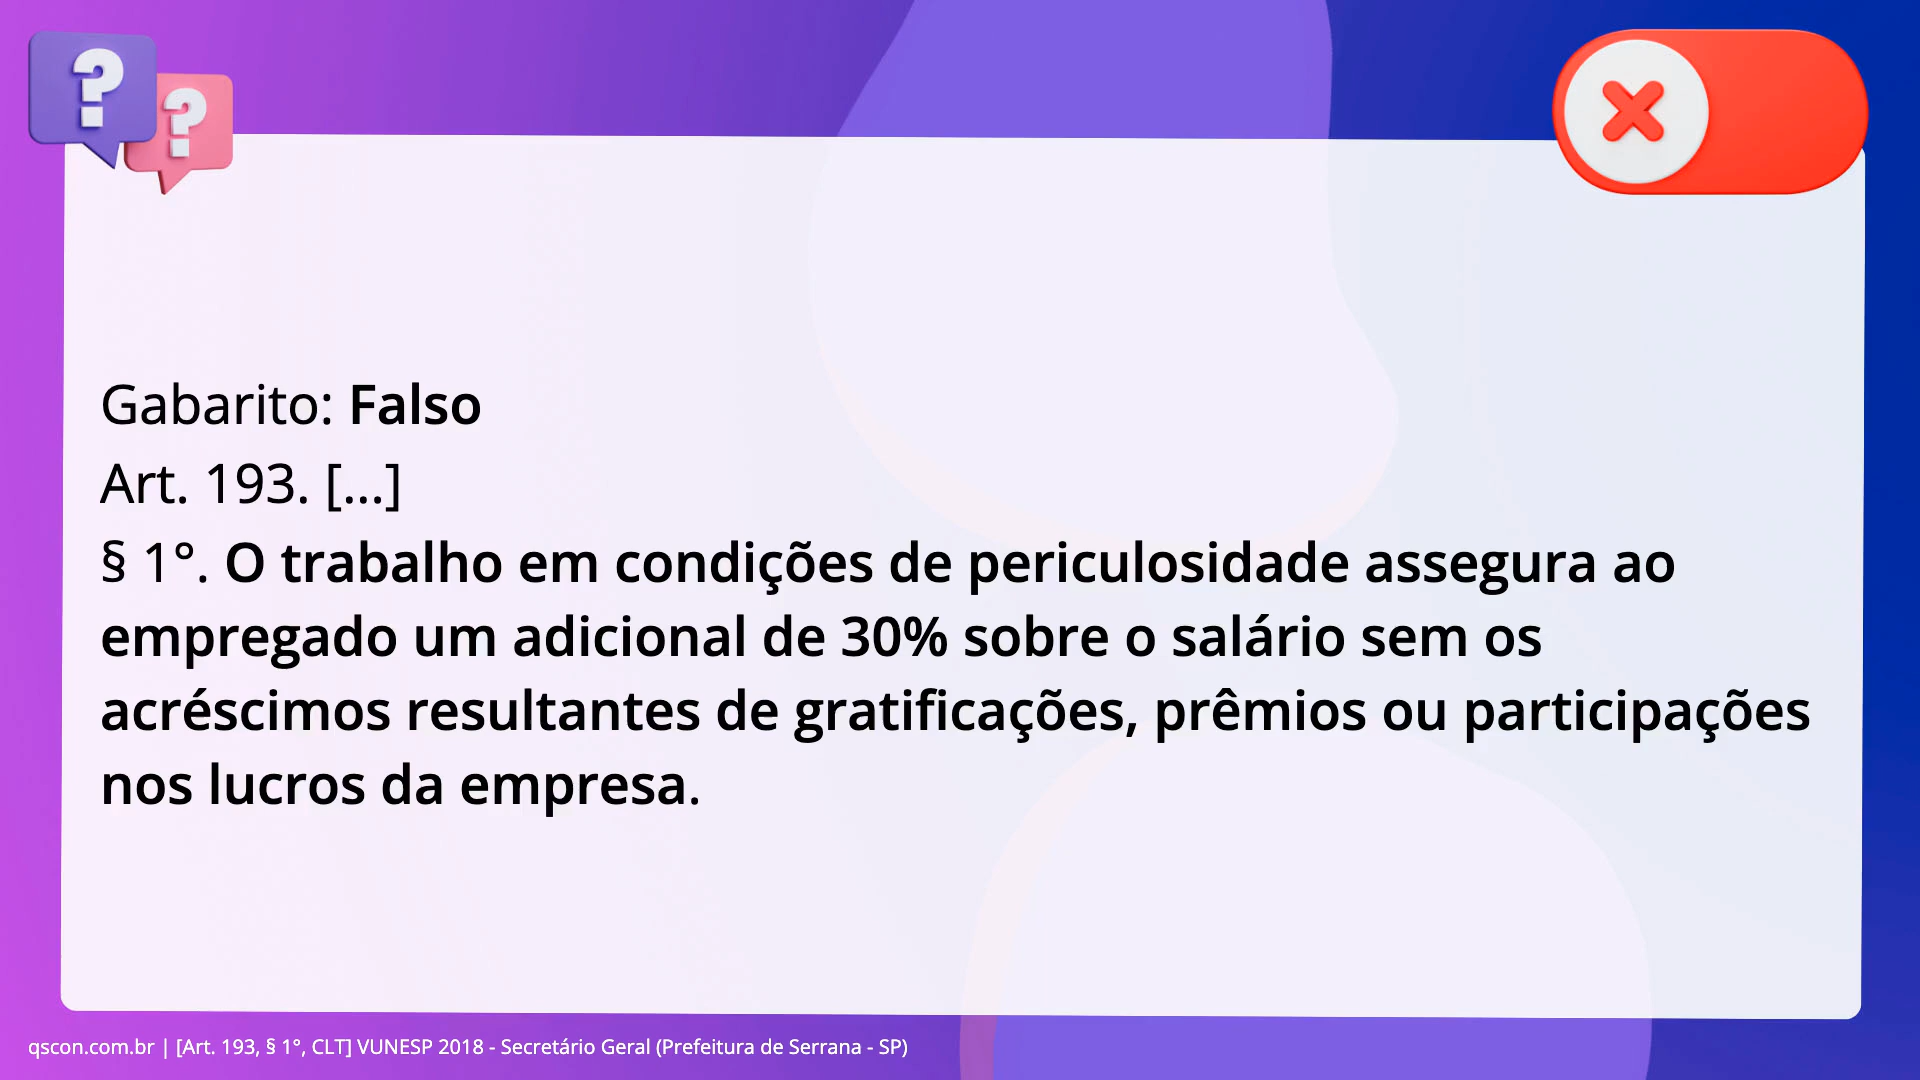 ? ?
Gabarito: Falso
Art. 193. [...]
§ 1°. O trabalho em condições de periculosidade assegura ao
empregado um adicional de 30% sobre o salário sem os
acréscimos resultantes de gratificações, prêmios ou participações
nos lucros da empresa.
qscon.com.br | [Art. 193, § 1°, CLT] VUNESP 2018 - Secretário Geral (Prefeitura de Serrana - SP)